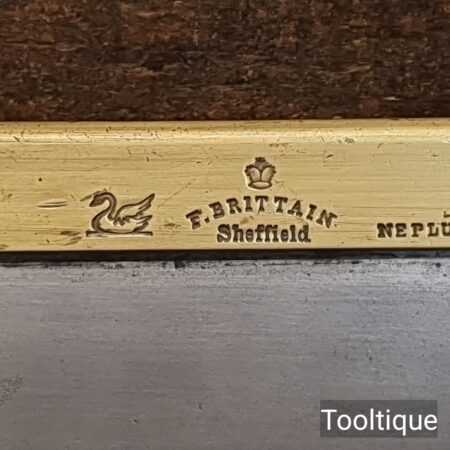 F. BRITTAIN
Sheffield
NEPLU
Tooltique